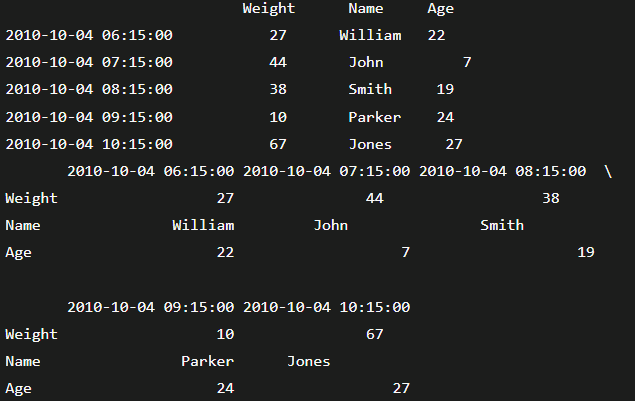 Weight Name Age
2010-10-04 06:15:00 27 William 22
2010-10-04 07:15:00 44 John 7
2010-10-04 08:15:00 38 Smith 19
2010-10-04 09:15:00 10 Parker 24
2010-10-04 10:15:00 67 Jones 27
2010-10-04 06:15:00 2010-10-04 07:15:00 2010-10-04 08:15:00 \
Weight 27 44 38
Name William John Smith
Age 22 7 19
2010-10-04 09:15:00 2010-10-04 10:15:00
Weight 10 67
Name Parker Jones
Age 24 27